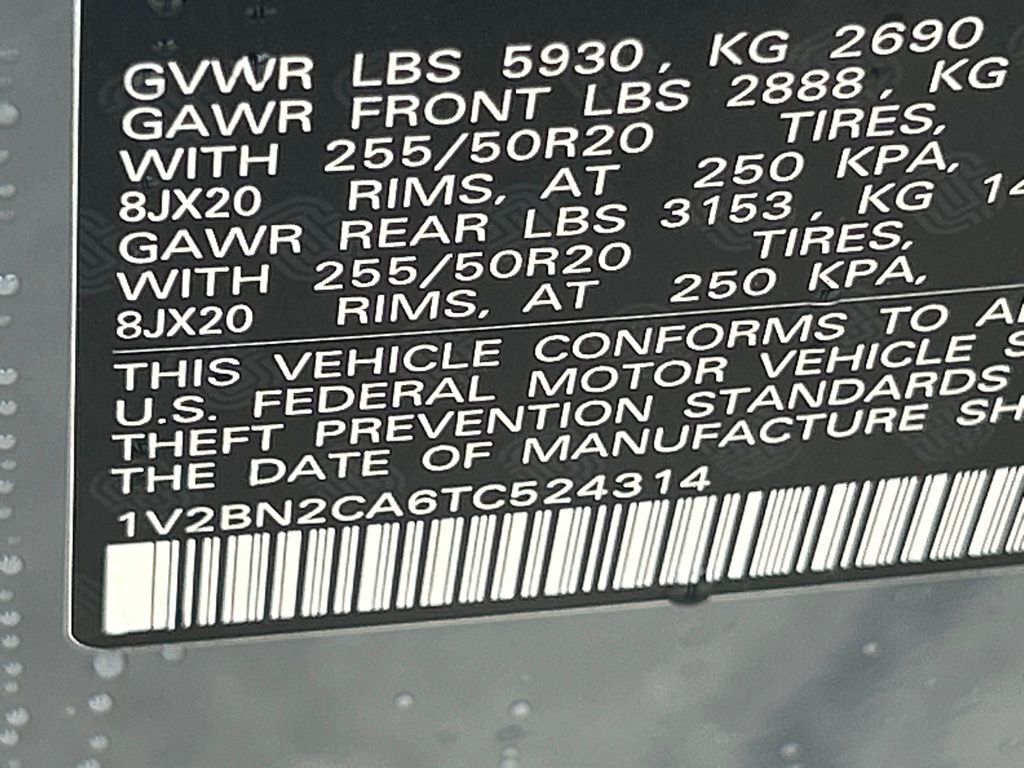 GVWR LBS 5930, KG 2690
GAWR FRONT LBS 2888, KG
WITH 255/50R20 TIRES,
8JX20 RIMS, AT 250 KPA,
GAWR REAR LBS 3153, KG 14
WITH 255/50R20 TIRES,
8JX20 RIMS, AT 250 KPA,
THIS VEHICLE CONFORMS TO
U.S. FEDERAL MOTOR VEHICLE S
THEFT PREVENTION STANDARDS
THE DATE OF MANUFACTURE SH
1V2BN2CA6TC524314